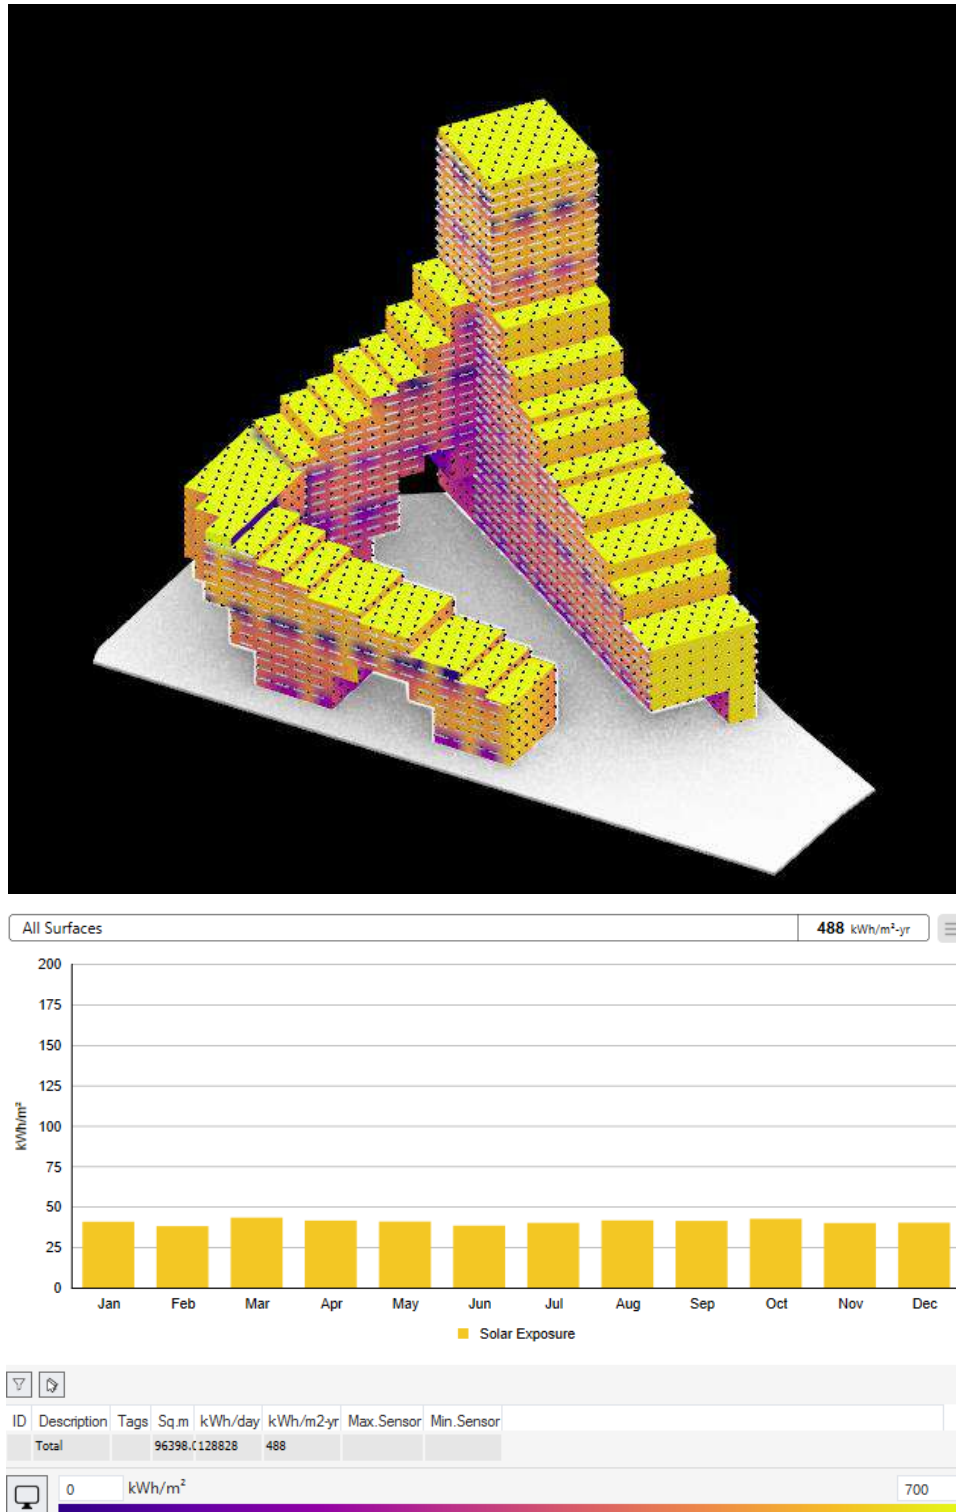 All Surfaces 488 kWh/m²-yr
200
175
150
125
100
75
50
25
0
kWh/m²
Jan Feb Mar Apr May Jun Jul Aug Sep Oct Nov Dec
Solar Exposure
ID Description Tags Sq.m kWh/day kWh/m2-yr Max.Sensor Min.Sensor
Total 96398.( 128828 488
0 kWh/m² 700